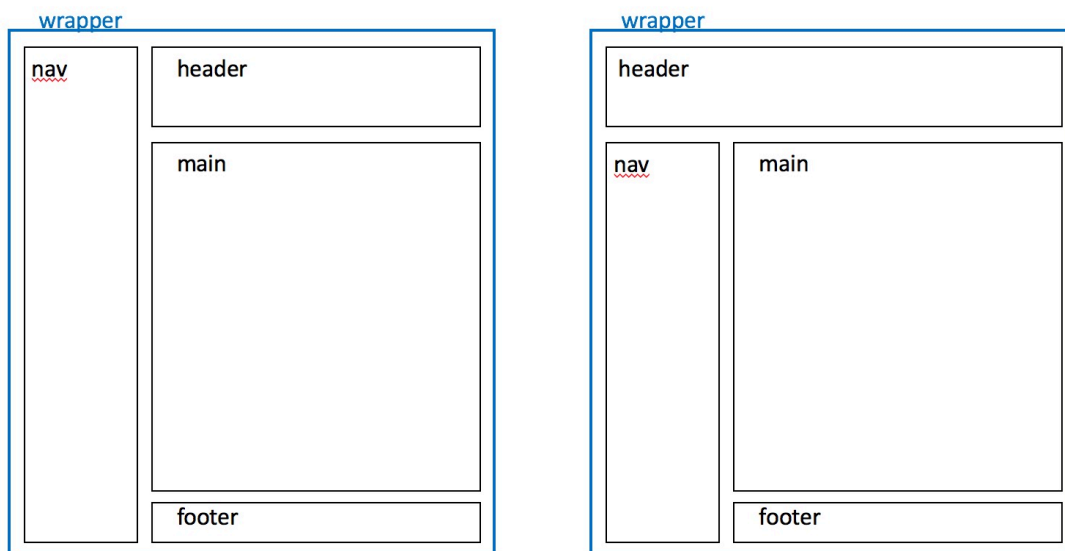 wrapper
nav
header
main
footer
wrapper
header
nav
main
footer